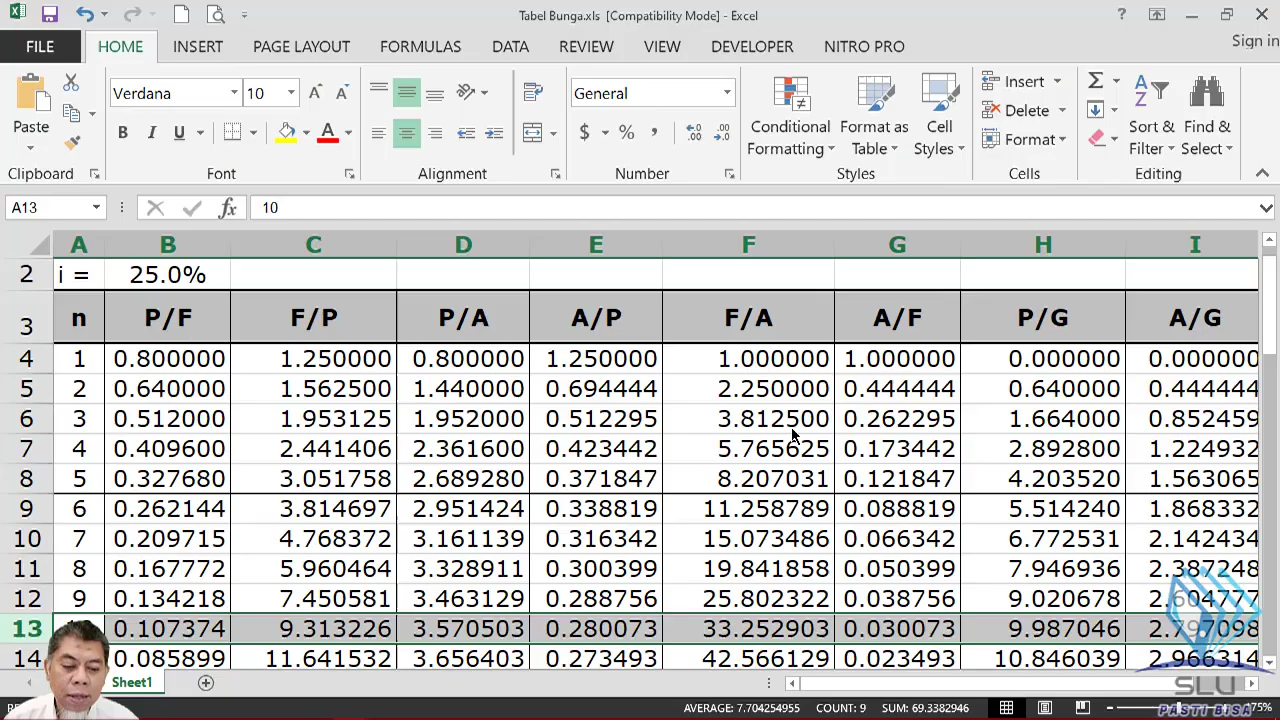 Tabel Bunga.xls [Compatibility Mode] - Excel
?
FILE HOME INSERT PAGE LAYOUT FORMULAS DATA REVIEW VIEW DEVELOPER NITRO PRO Sign in
Paste
Clipboard
Verdana 10
B I U
Font
Alignment
General
$ % ,
Number
Conditional Formatting
Format as Table
Cell Styles
Styles
Insert
Delete
Format
Cells
Sort & Filter
Find & Select
Editing
A13 fx 10
A B C D E F G H I
2 i = 25.0%
3 n P/F F/P P/A A/P F/A A/F P/G A/G
4 1 0.800000 1.250000 0.800000 1.250000 1.000000 1.000000 0.000000 0.000000
5 2 0.640000 1.562500 1.440000 0.694444 2.250000 0.444444 0.640000 0.444444
6 3 0.512000 1.953125 1.952000 0.512295 3.812500 0.262295 1.664000 0.852459
7 4 0.409600 2.441406 2.361600 0.423442 5.765625 0.173442 2.892800 1.224932
8 5 0.327680 3.051758 2.689280 0.371847 8.207031 0.121847 4.203520 1.563065
9 6 0.262144 3.814697 2.951424 0.338819 11.258789 0.088819 5.514240 1.868332
10 7 0.209715 4.768372 3.161139 0.316342 15.073486 0.066342 6.772531 2.142434
11 8 0.167772 5.960464 3.328911 0.300399 19.841858 0.050399 7.946936 2.387248
12 9 0.134218 7.450581 3.463129 0.288756 25.802322 0.038756 9.020678 2.604777
13 0.107374 9.313226 3.570503 0.280073 33.252903 0.030073 9.987046 2.797098
14 0.085899 11.641532 3.656403 0.273493 42.566129 0.023493 10.846039 2.966314
Sheet1
AVERAGE: 7.704254955 COUNT: 9 SUM: 69.3382946 175%
SLU
PASTI BISA